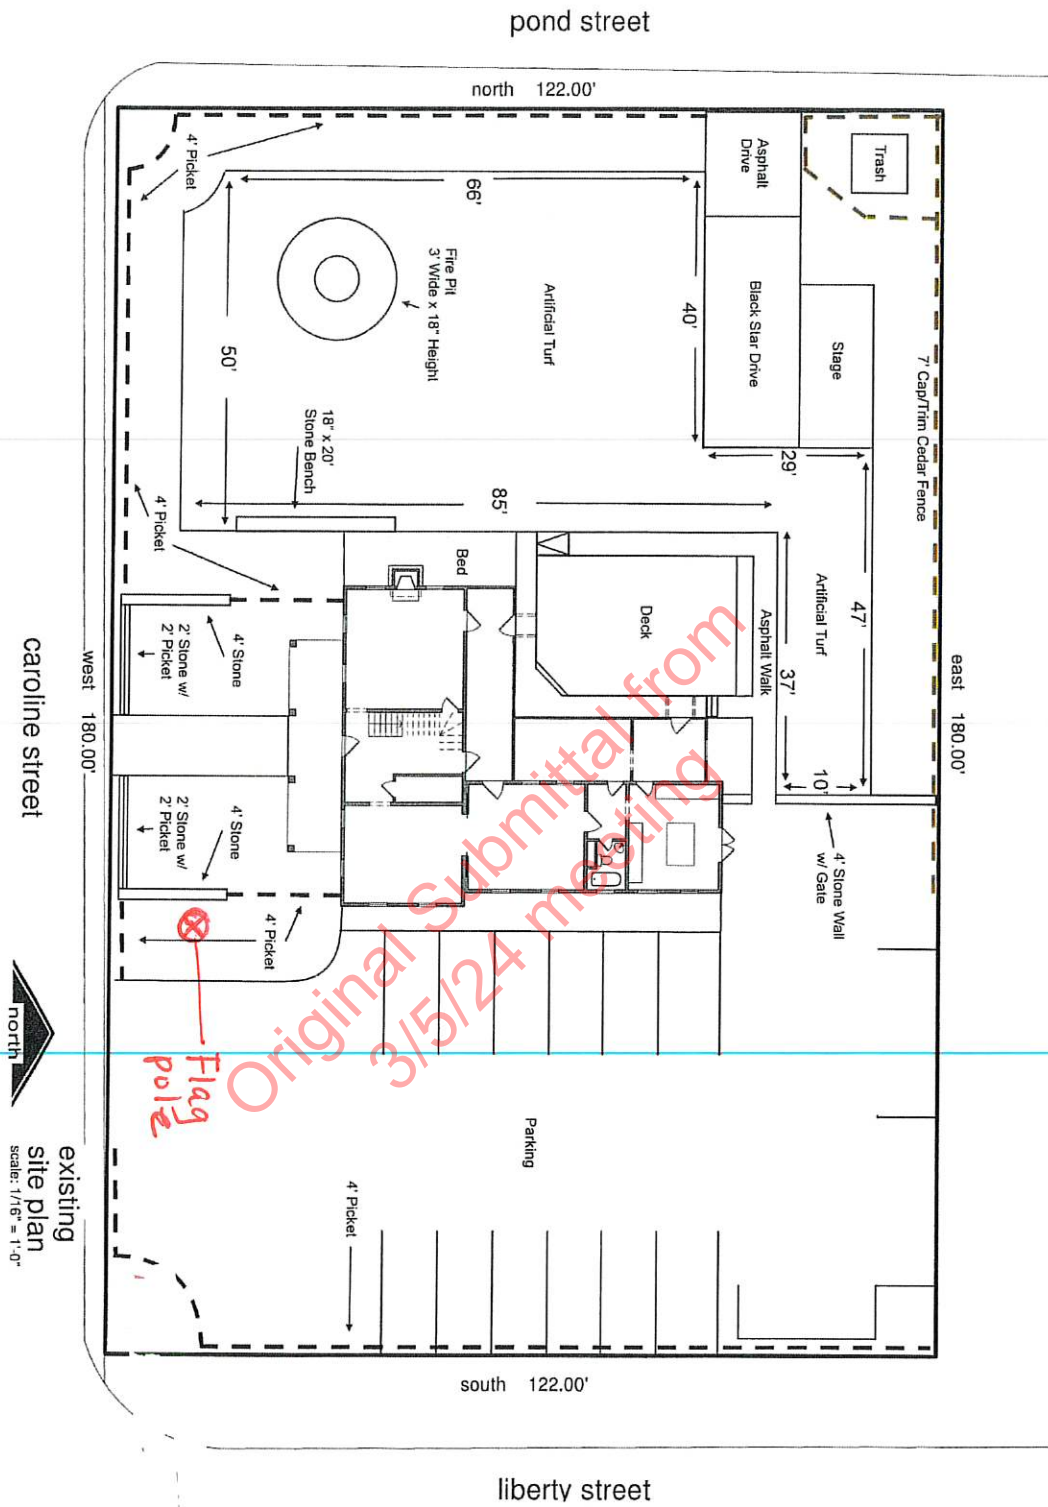 pond street
north 122.00'
4' Picket
66'
Asphalt
Drive
Trash
Fire Pit
3' Wide x 18" Height
Artificial Turf
40'
Black Star Drive
Stage
7' Cap/Trim Cedar Fence
50'
18" x 20'
Stone Bench
29'
85'
4' Picket
Bed
Deck
Asphalt Walk
Artificial Turf
47'
37'
10'
east 180.00'
west 180.00'
caroline street
4' Stone
2' Stone w/
2' Picket
4' Stone
2' Stone w/
2' Picket
4' Stone Wall
w/ Gate
4' Picket
Flag
pole
north
Original Submittal from
3/5/24 meeting
Parking
4' Picket
existing
site plan
scale: 1/16" = 1'-0"
south 122.00'
liberty street